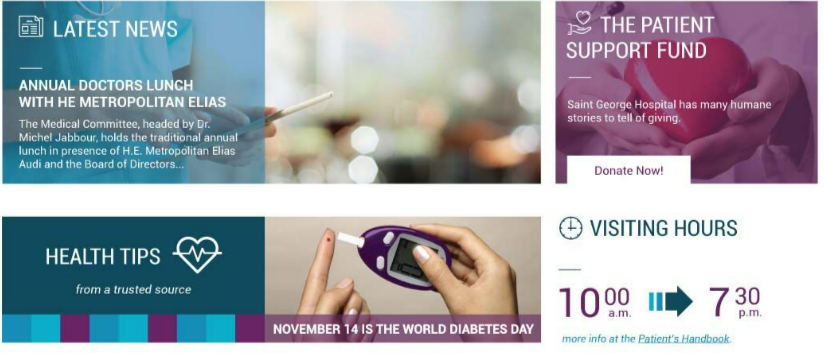 LATEST NEWS
ANNUAL DOCTORS LUNCH
WITH HE METROPOLITAN ELIAS
The Medical Committee, headed by Dr.
Michel Jabbour, holds the traditional annual
lunch in presence of H.E. Metropolitan Elias
Audi and the Board of Directors...
THE PATIENT
SUPPORT FUND
Saint George Hospital has many humane
stories to tell of giving.
Donate Now!
HEALTH TIPS
from a trusted source
NOVEMBER 14 IS THE WORLD DIABETES DAY
VISITING HOURS
10 00 a.m. 7 30 p.m.
more info at the Patient's Handbook.